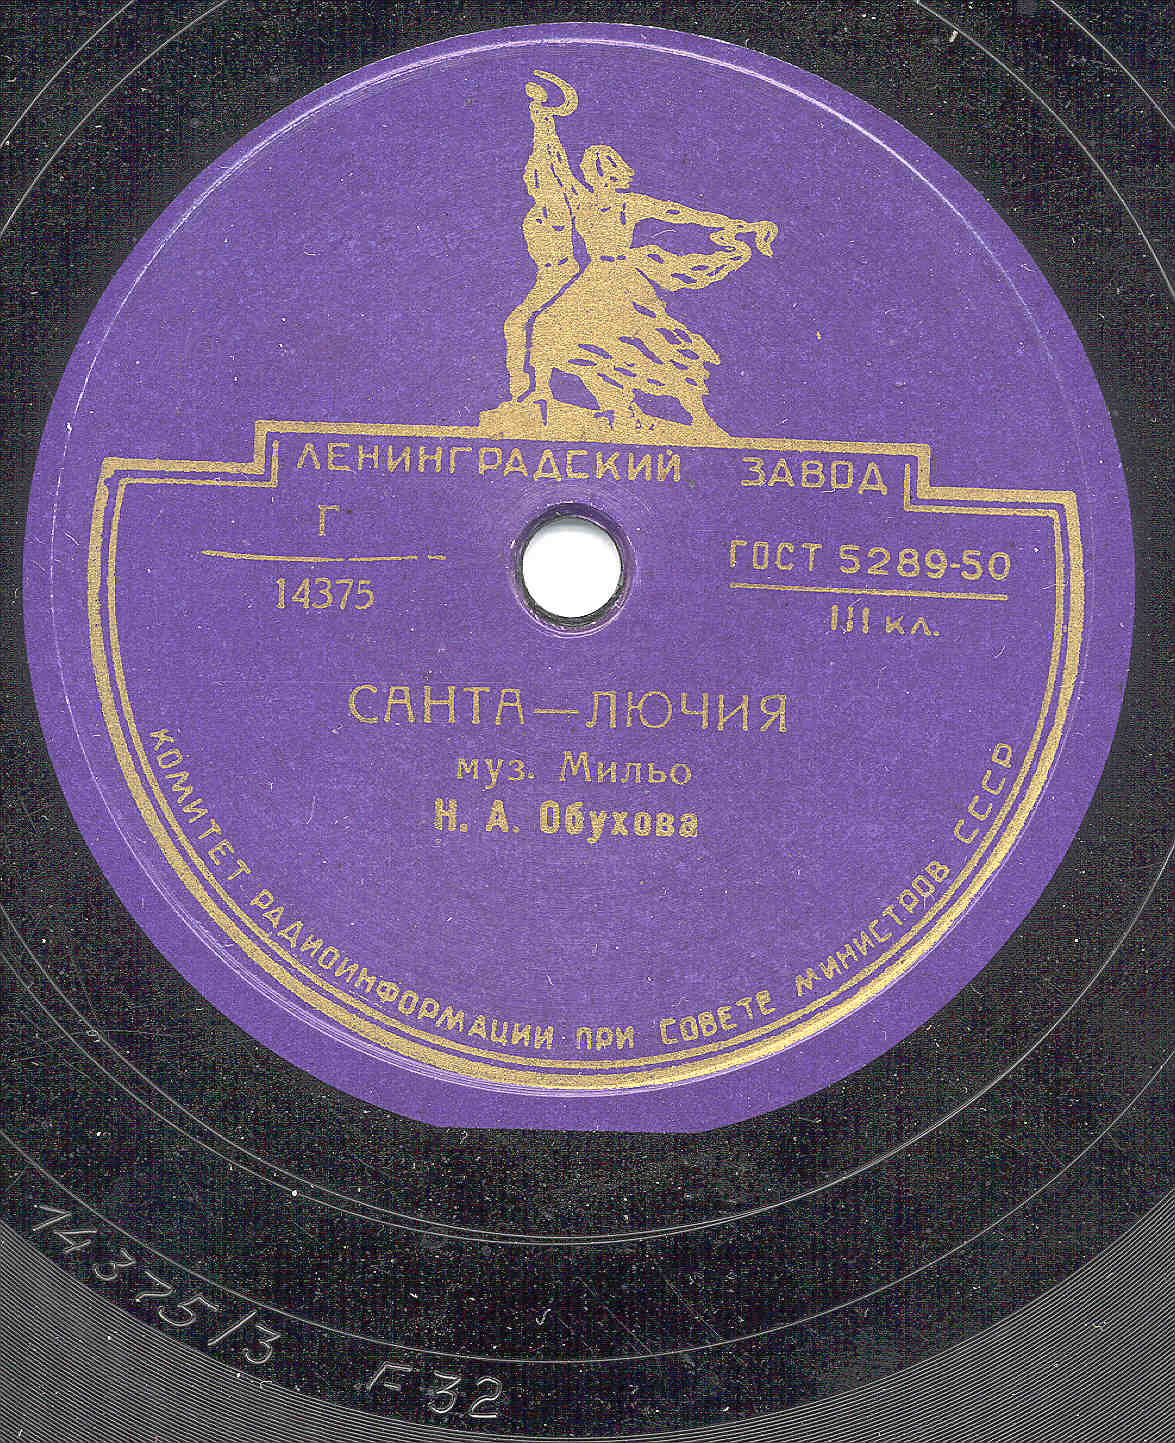 ЛЕНИНГРАДСКИЙ ЗАВОД
Г
14375
ГОСТ 5289-50
III кл.
САНТА—ЛЮЧИЯ
муз. Мильо
Н. А. Обухова
КОМИТЕТ РАДИОИНФОРМАЦИИ ПРИ СОВЕТЕ МИНИСТРОВ СССР
14375/3 F 32